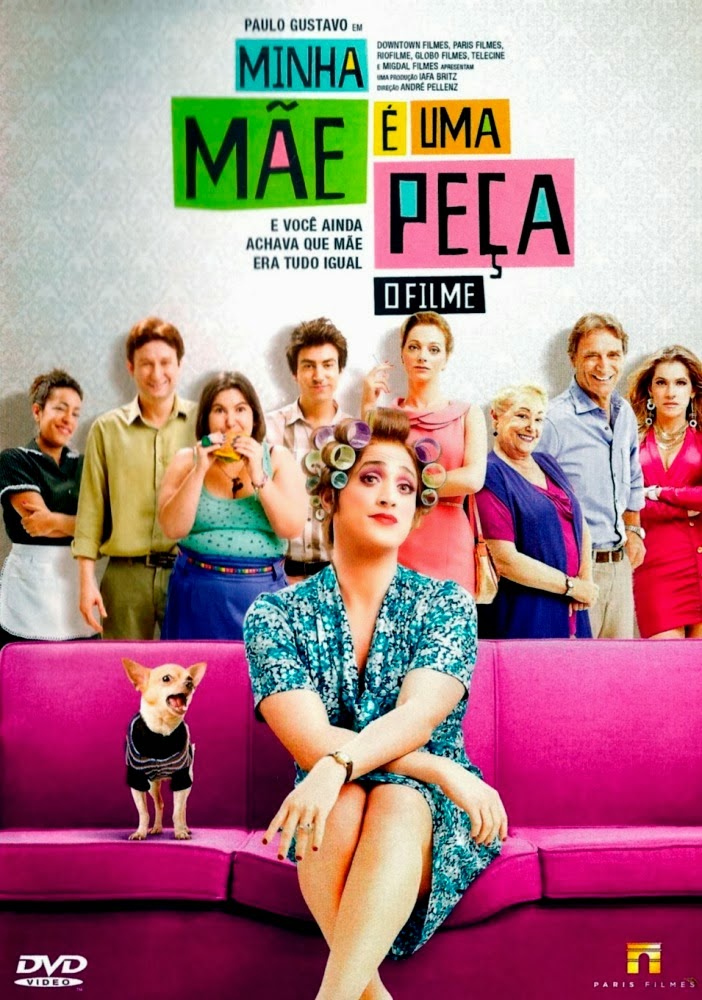 PAULO GUSTAVO EM
MINHA
MÃE
É UMA
PEÇA
O FILME
DOWNTOWN FILMES, PARIS FILMES,
RIOFILME, GLOBO FILMES, TELECINE
E MIGDAL FILMES APRESENTAM
UMA PRODUÇÃO IAFA BRITZ
DIREÇÃO ANDRÉ PELLENZ
E VOCÊ AINDA
ACHAVA QUE MÃE
ERA TUDO IGUAL
DVD
VIDEO
PARIS FILMES